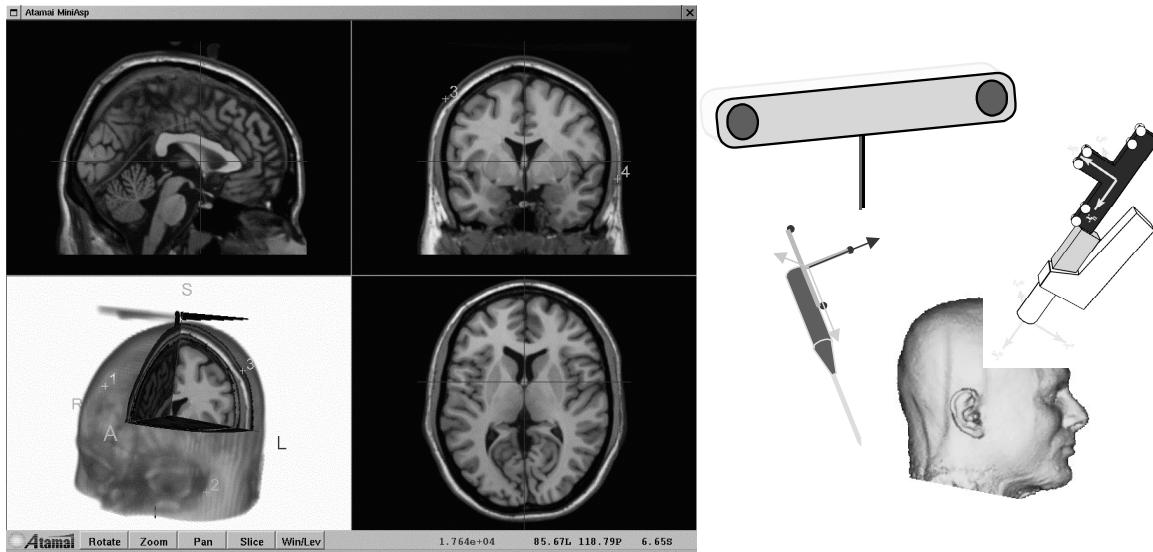 Atamai MiniAsp
3
4
S
1
3
R
A
L
2
I
Atamai Rotate Zoom Pan Slice Win/Lev 1.764e+04 85.67L 118.79P 6.65S